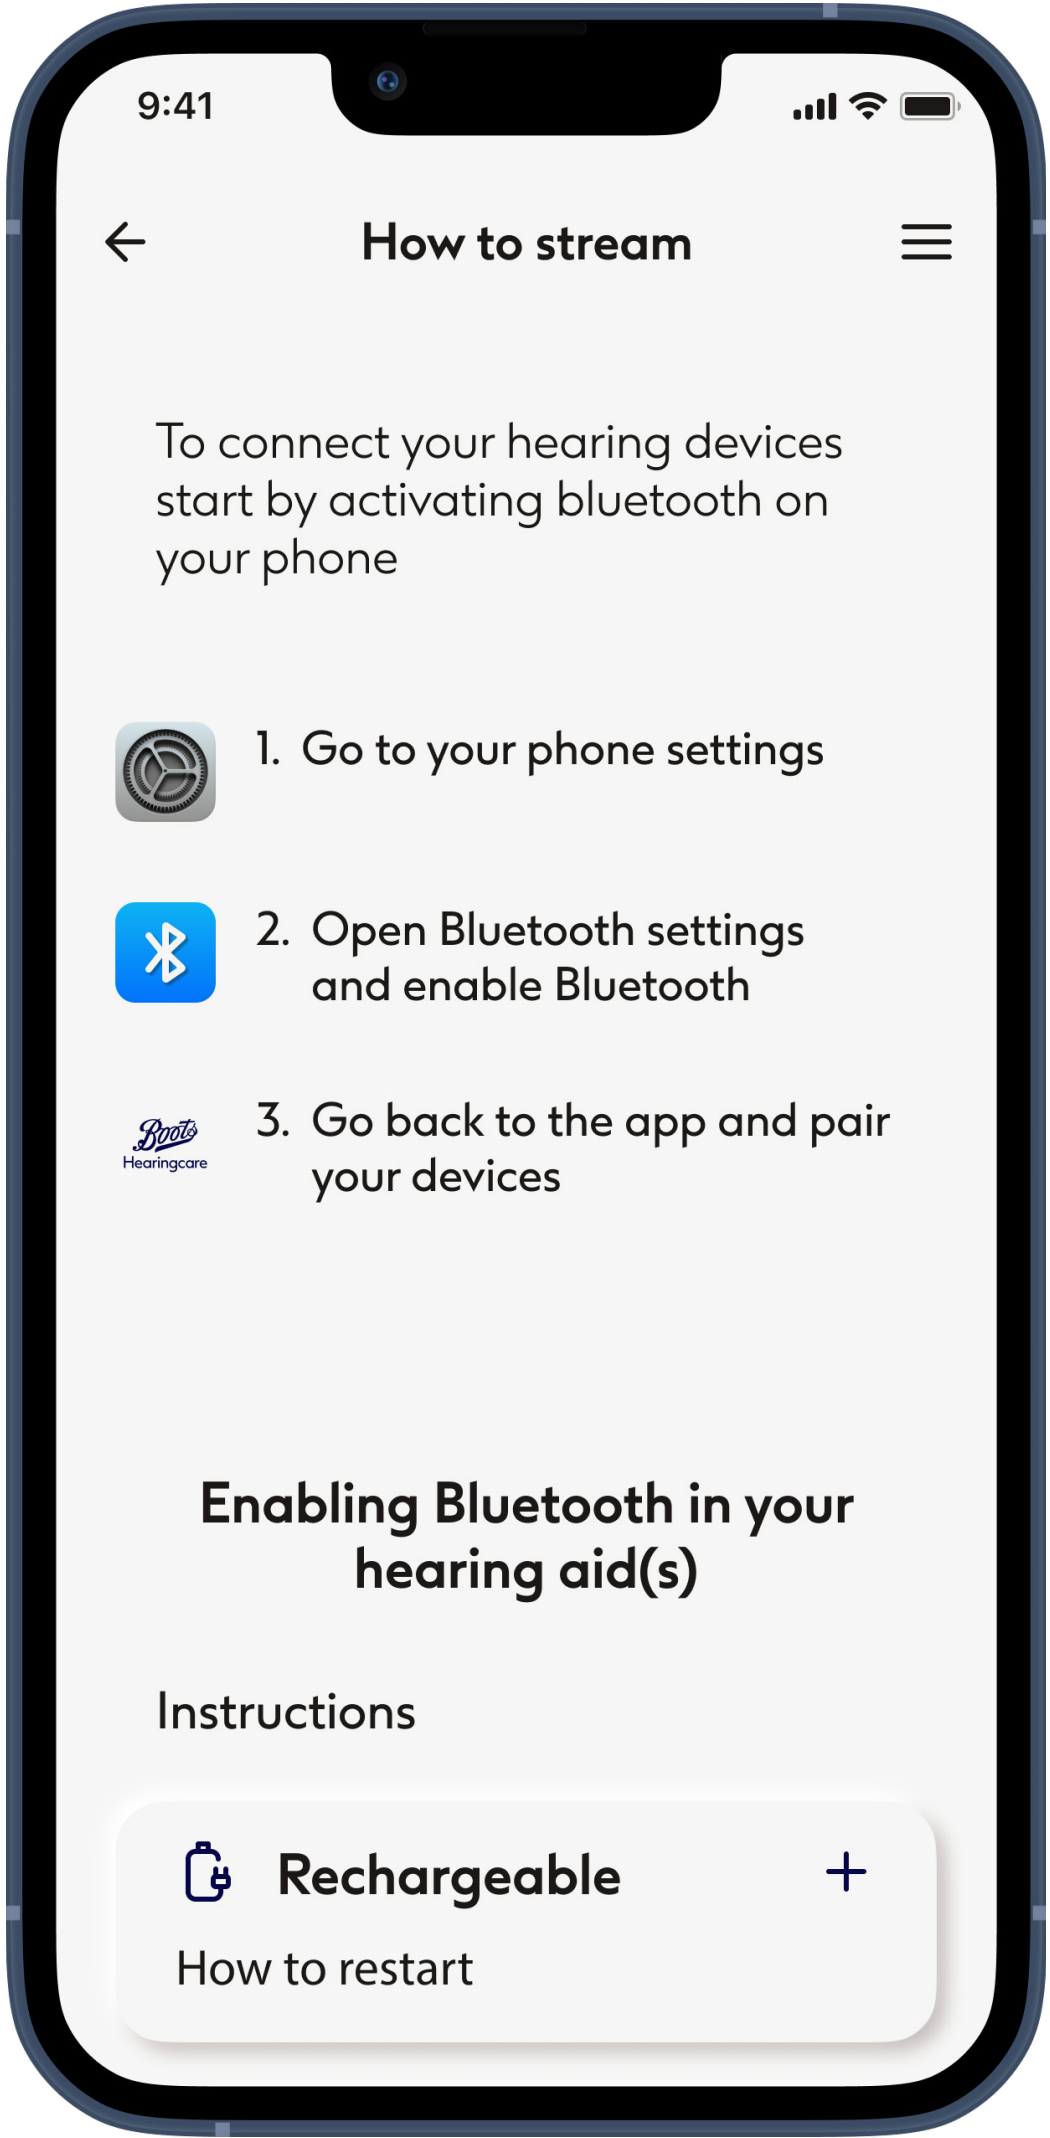 9:41
How to stream
To connect your hearing devices
start by activating bluetooth on
your phone
1. Go to your phone settings
2. Open Bluetooth settings
and enable Bluetooth
Boots
Hearingcare
3. Go back to the app and pair
your devices
Enabling Bluetooth in your
hearing aid(s)
Instructions
Rechargeable
How to restart